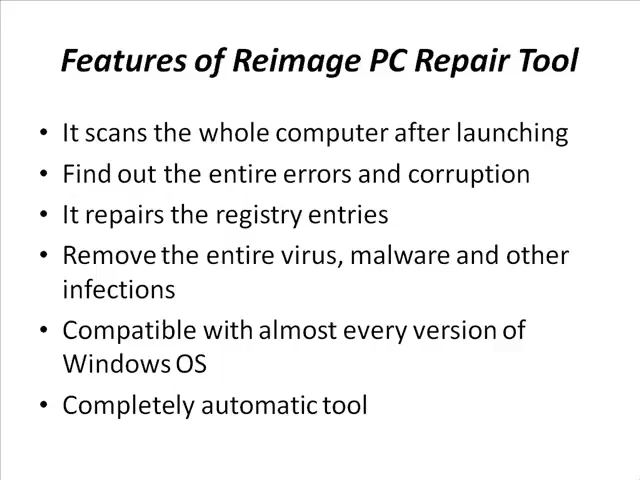 Features of Reimage PC Repair Tool
• It scans the whole computer after launching
• Find out the entire errors and corruption
• It repairs the registry entries
• Remove the entire virus, malware and other
infections
• Compatible with almost every version of
Windows OS
• Completely automatic tool